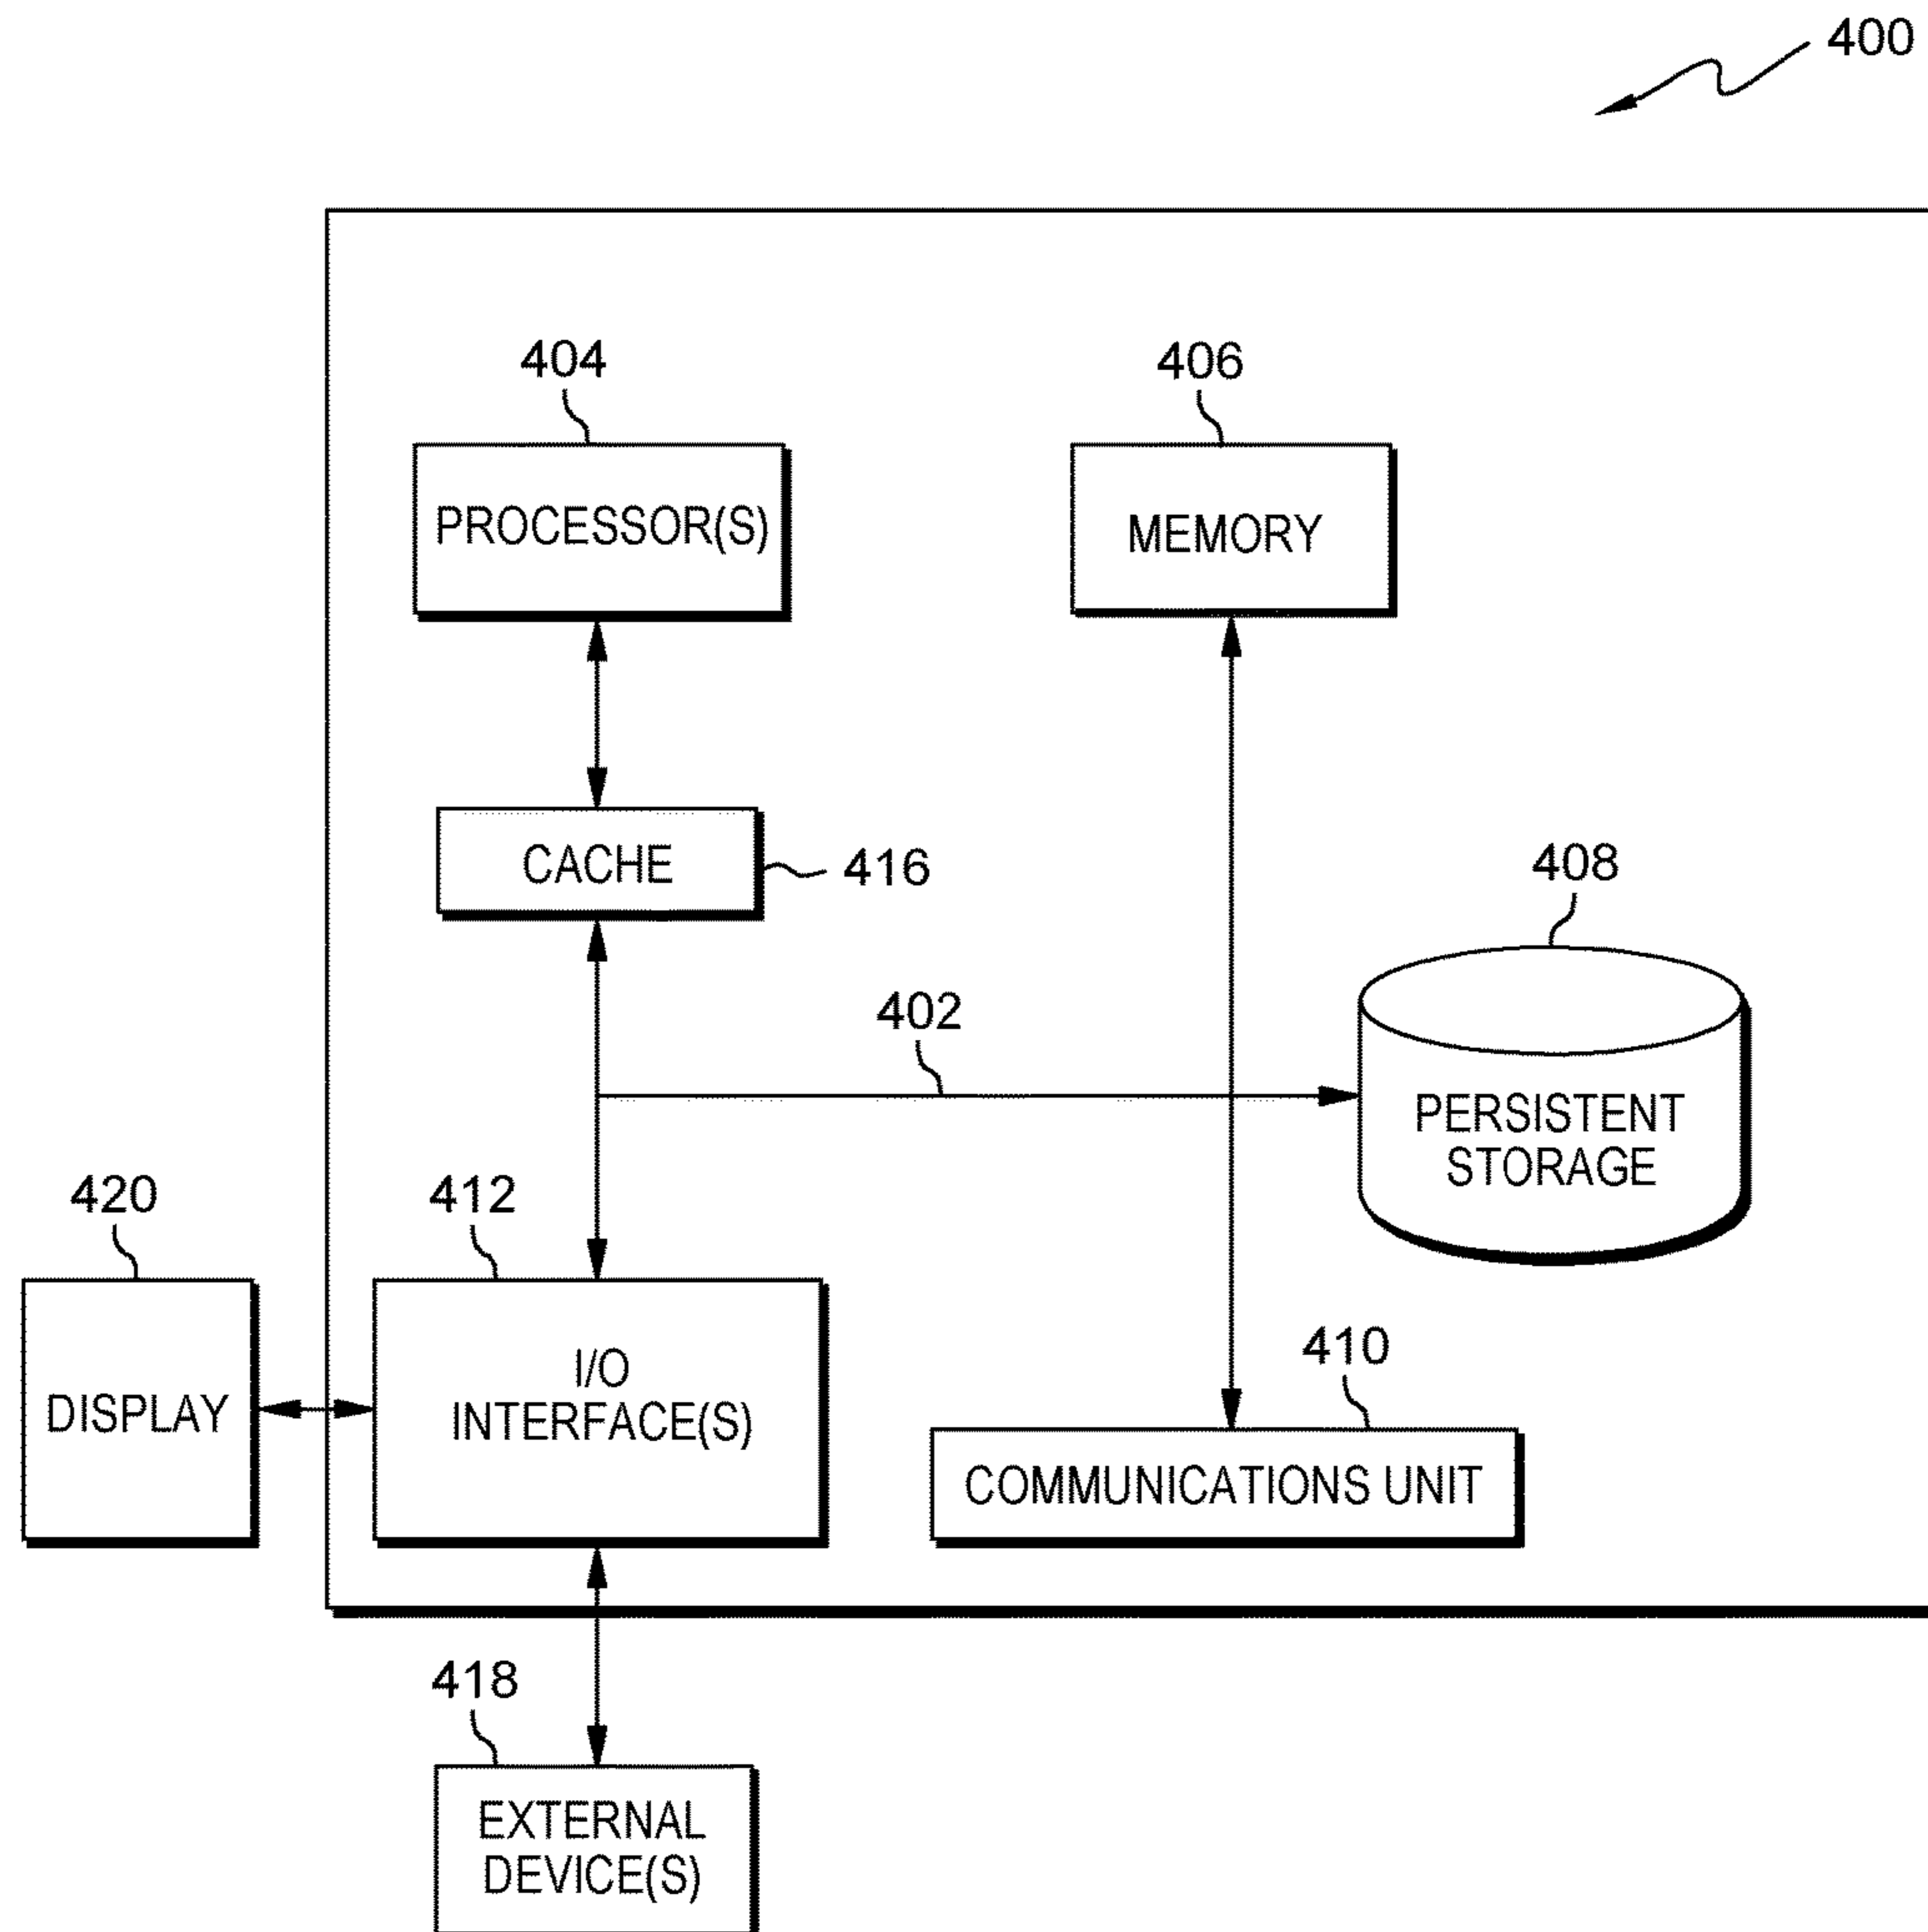 400
404
406
PROCESSOR(S)
MEMORY
CACHE
416
408
402
PERSISTENT
STORAGE
420
412
410
DISPLAY
I/O
INTERFACE(S)
COMMUNICATIONS UNIT
418
EXTERNAL
DEVICE(S)